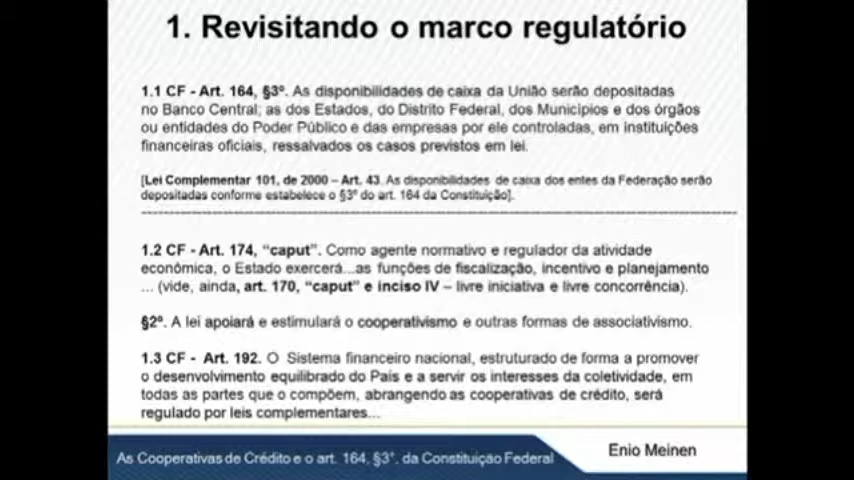 1. Revisitando o marco regulatório
1.1 CF - Art. 164, §3º. As disponibilidades de caixa da União serão depositadas
no Banco Central; as dos Estados, do Distrito Federal, dos Municípios e dos órgãos
ou entidades do Poder Público e das empresas por ele controladas, em instituições
financeiras oficiais, ressalvados os casos previstos em lei.
[Lei Complementar 101, de 2000 – Art. 43. As disponibilidades de caixa dos entes da Federação serão
depositadas conforme estabelece o §3º do art. 164 da Constituição].
1.2 CF - Art. 174, “caput”. Como agente normativo e regulador da atividade
econômica, o Estado exercerá...as funções de fiscalização, incentivo e planejamento
... (vide, ainda, art. 170, “caput” e inciso IV – livre iniciativa e livre concorrência).
§2º. A lei apoiará e estimulará o cooperativismo e outras formas de associativismo.
1.3 CF - Art. 192. O Sistema financeiro nacional, estruturado de forma a promover
o desenvolvimento equilibrado do País e a servir os interesses da coletividade, em
todas as partes que o compõem, abrangendo as cooperativas de crédito, será
regulado por leis complementares...
As Cooperativas de Crédito e o art. 164, §3°, da Constituição Federal
Enio Meinen